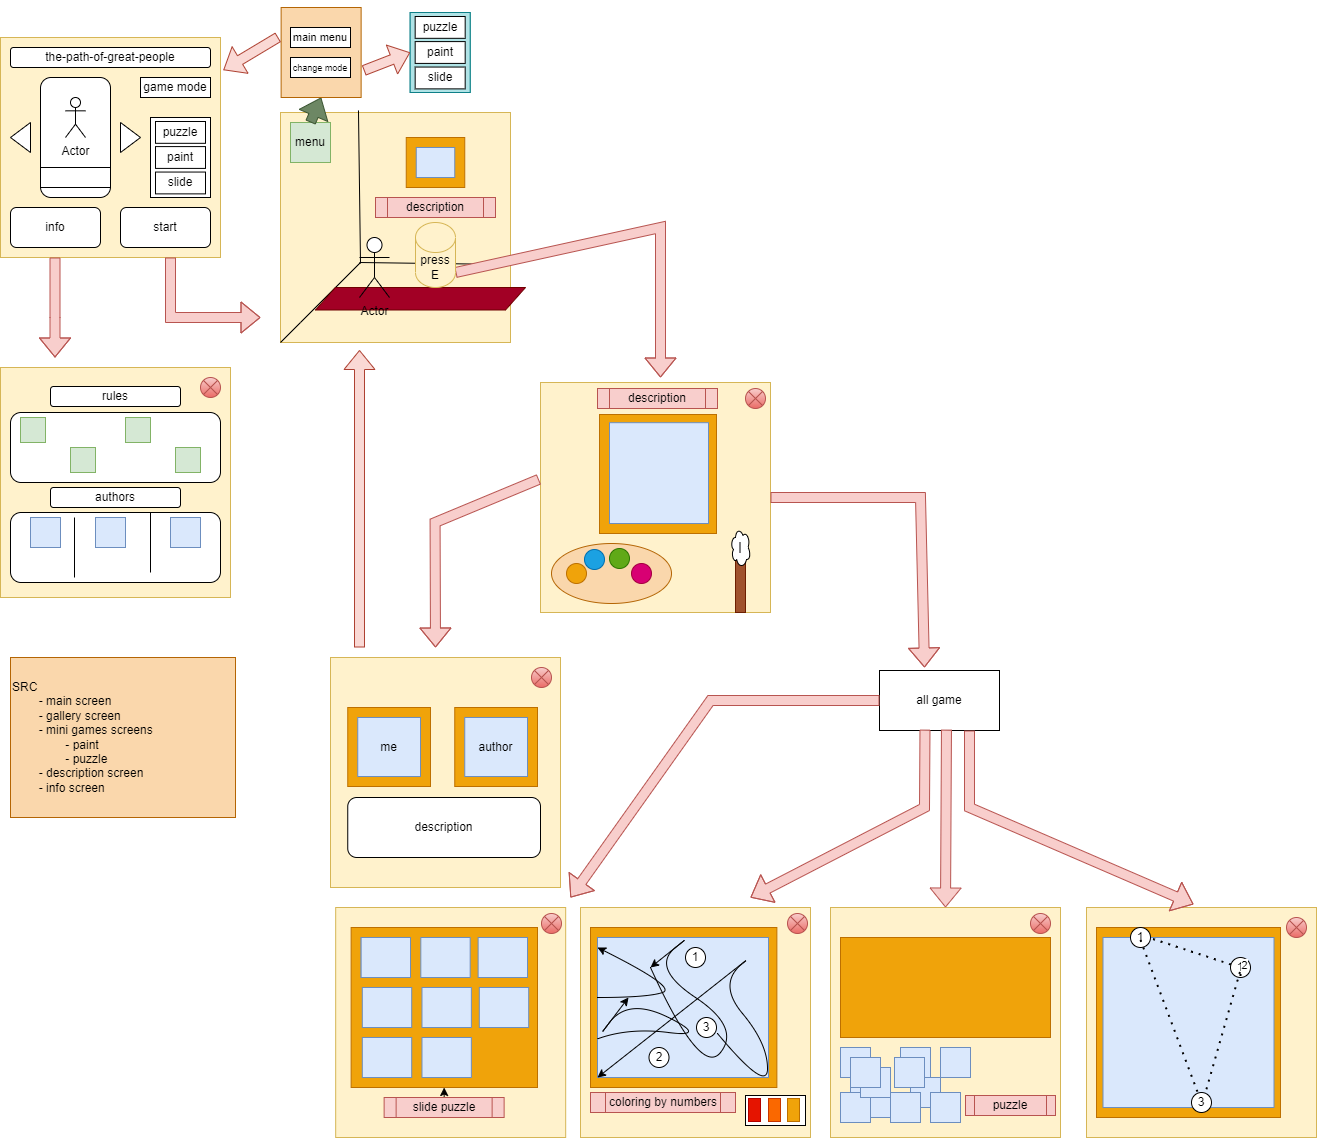 the-path-of-great-people
game mode
Actor
puzzle
paint
slide
info
start
main menu
change mode
puzzle
paint
slide
menu
description
press
E
Actor
rules
authors
description
SRC
- main screen
- gallery screen
- mini games screens
- paint
- puzzle
- description screen
- info screen
me
author
description
all game
slide puzzle
1
3
2
coloring by numbers
puzzle
1
2
3